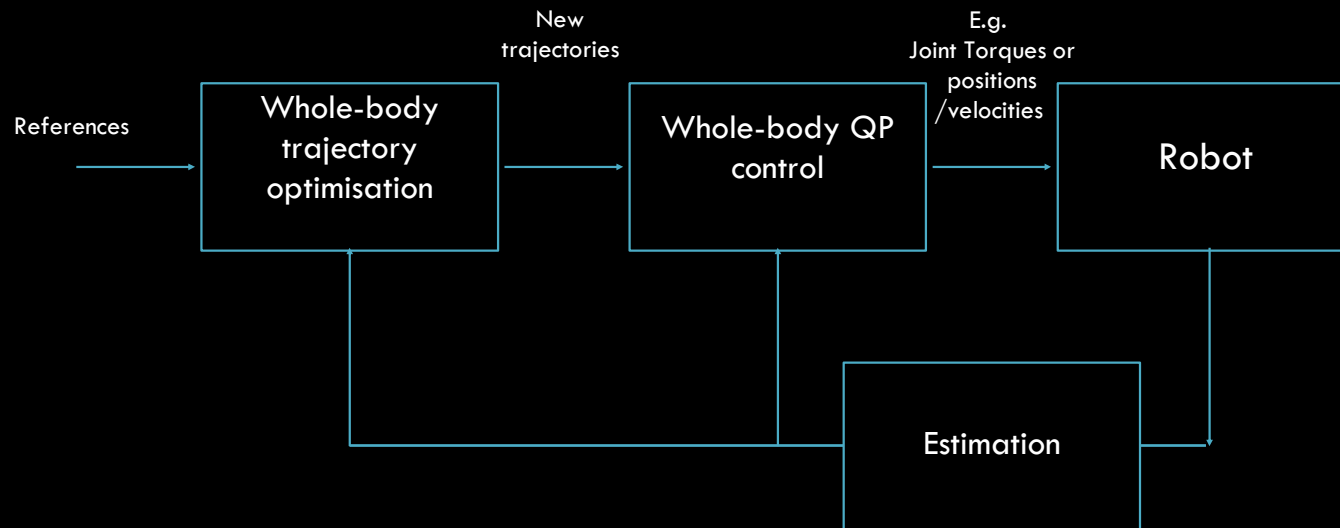 References
Whole-body
trajectory
optimisation
New
trajectories
Whole-body QP
control
E.g.
Joint Torques or
positions
/velocities
Robot
Estimation